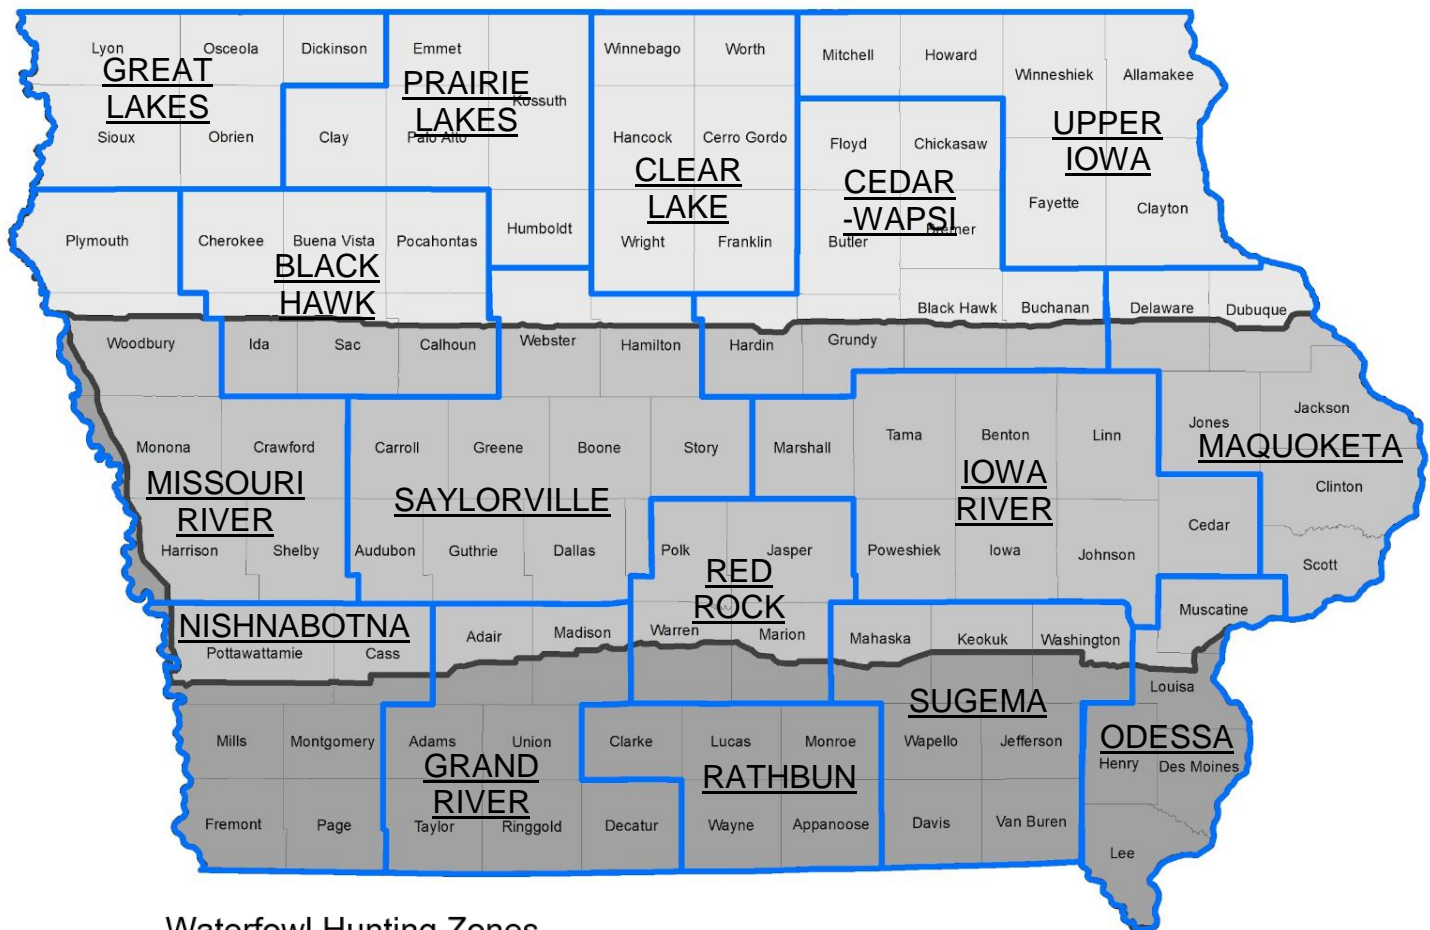 Lyon
Osceola
Dickinson
Emmet
Winnebago
Worth
Mitchell
Howard
Winneshiek
Allamakee
GREAT
LAKES
PRAIRIE
LAKES
Kossuth
Sioux
Obrien
Clay
Palo Alto
Hancock
Cerro Gordo
CLEAR
LAKE
Floyd
Chickasaw
CEDAR
-WAPSI
UPPER
IOWA
Fayette
Clayton
Plymouth
Cherokee
Buena Vista
Pocahontas
Humboldt
Wright
Franklin
Butler
Bremer
BLACK
HAWK
Black Hawk
Buchanan
Delaware
Dubuque
Woodbury
Ida
Sac
Calhoun
Webster
Hamilton
Hardin
Grundy
Monona
Crawford
Carroll
Greene
Boone
Story
Marshall
Tama
Benton
Linn
Jones
Jackson
MAQUOKETA
MISSOURI
RIVER
SAYLORVILLE
IOWA
RIVER
Clinton
Harrison
Shelby
Audubon
Guthrie
Dallas
Polk
Jasper
Poweshiek
Iowa
Johnson
Cedar
Scott
RED
ROCK
NISHNABOTNA
Pottawattamie
Cass
Adair
Madison
Warren
Marion
Mahaska
Keokuk
Washington
Muscatine
SUGEMA
Louisa
Mills
Montgomery
Adams
Union
Clarke
Lucas
Monroe
Wapello
Jefferson
ODESSA
Henry
Des Moines
GRAND
RIVER
RATHBUN
Fremont
Page
Taylor
Ringgold
Decatur
Wayne
Appanoose
Davis
Van Buren
Lee
Waterfowl Hunting Zones